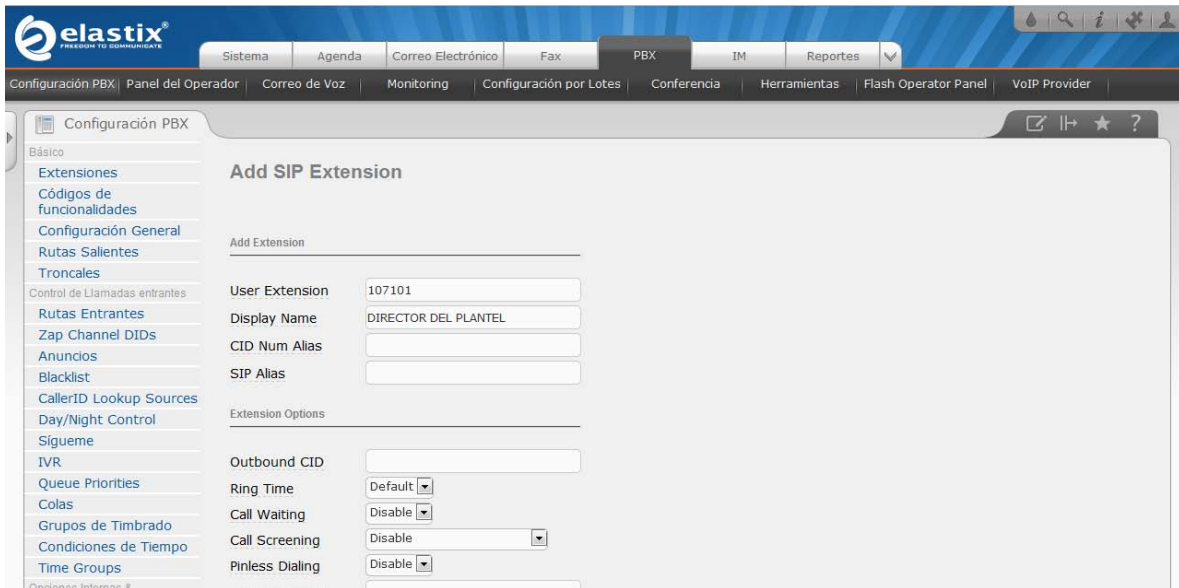 elastix®
FREEDOM TO COMMUNICATE
Sistema
Agenda
Correo Electrónico
Fax
PBX
IM
Reportes
Configuración PBX
Panel del Operador
Correo de Voz
Monitoring
Configuración por Lotes
Conferencia
Herramientas
Flash Operator Panel
VoIP Provider
Configuración PBX
Básico
Extensiones
Códigos de
funcionalidades
Configuración General
Rutas Salientes
Troncales
Control de Llamadas entrantes
Rutas Entrantes
Zap Channel DIDs
Anuncios
Blacklist
CallerID Lookup Sources
Day/Night Control
Sígueme
IVR
Queue Priorities
Colas
Grupos de Timbrado
Condiciones de Tiempo
Time Groups
Opciones Internas &
Add SIP Extension
Add Extension
User Extension 107101
Display Name DIRECTOR DEL PLANTEL
CID Num Alias
SIP Alias
Extension Options
Outbound CID
Ring Time Default
Call Waiting Disable
Call Screening Disable
Pinless Dialing Disable